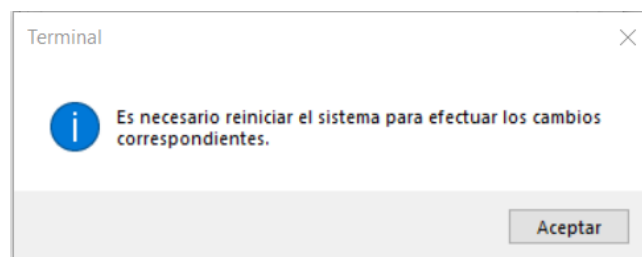 Terminal
Es necesario reiniciar el sistema para efectuar los cambios
correspondientes.
Aceptar